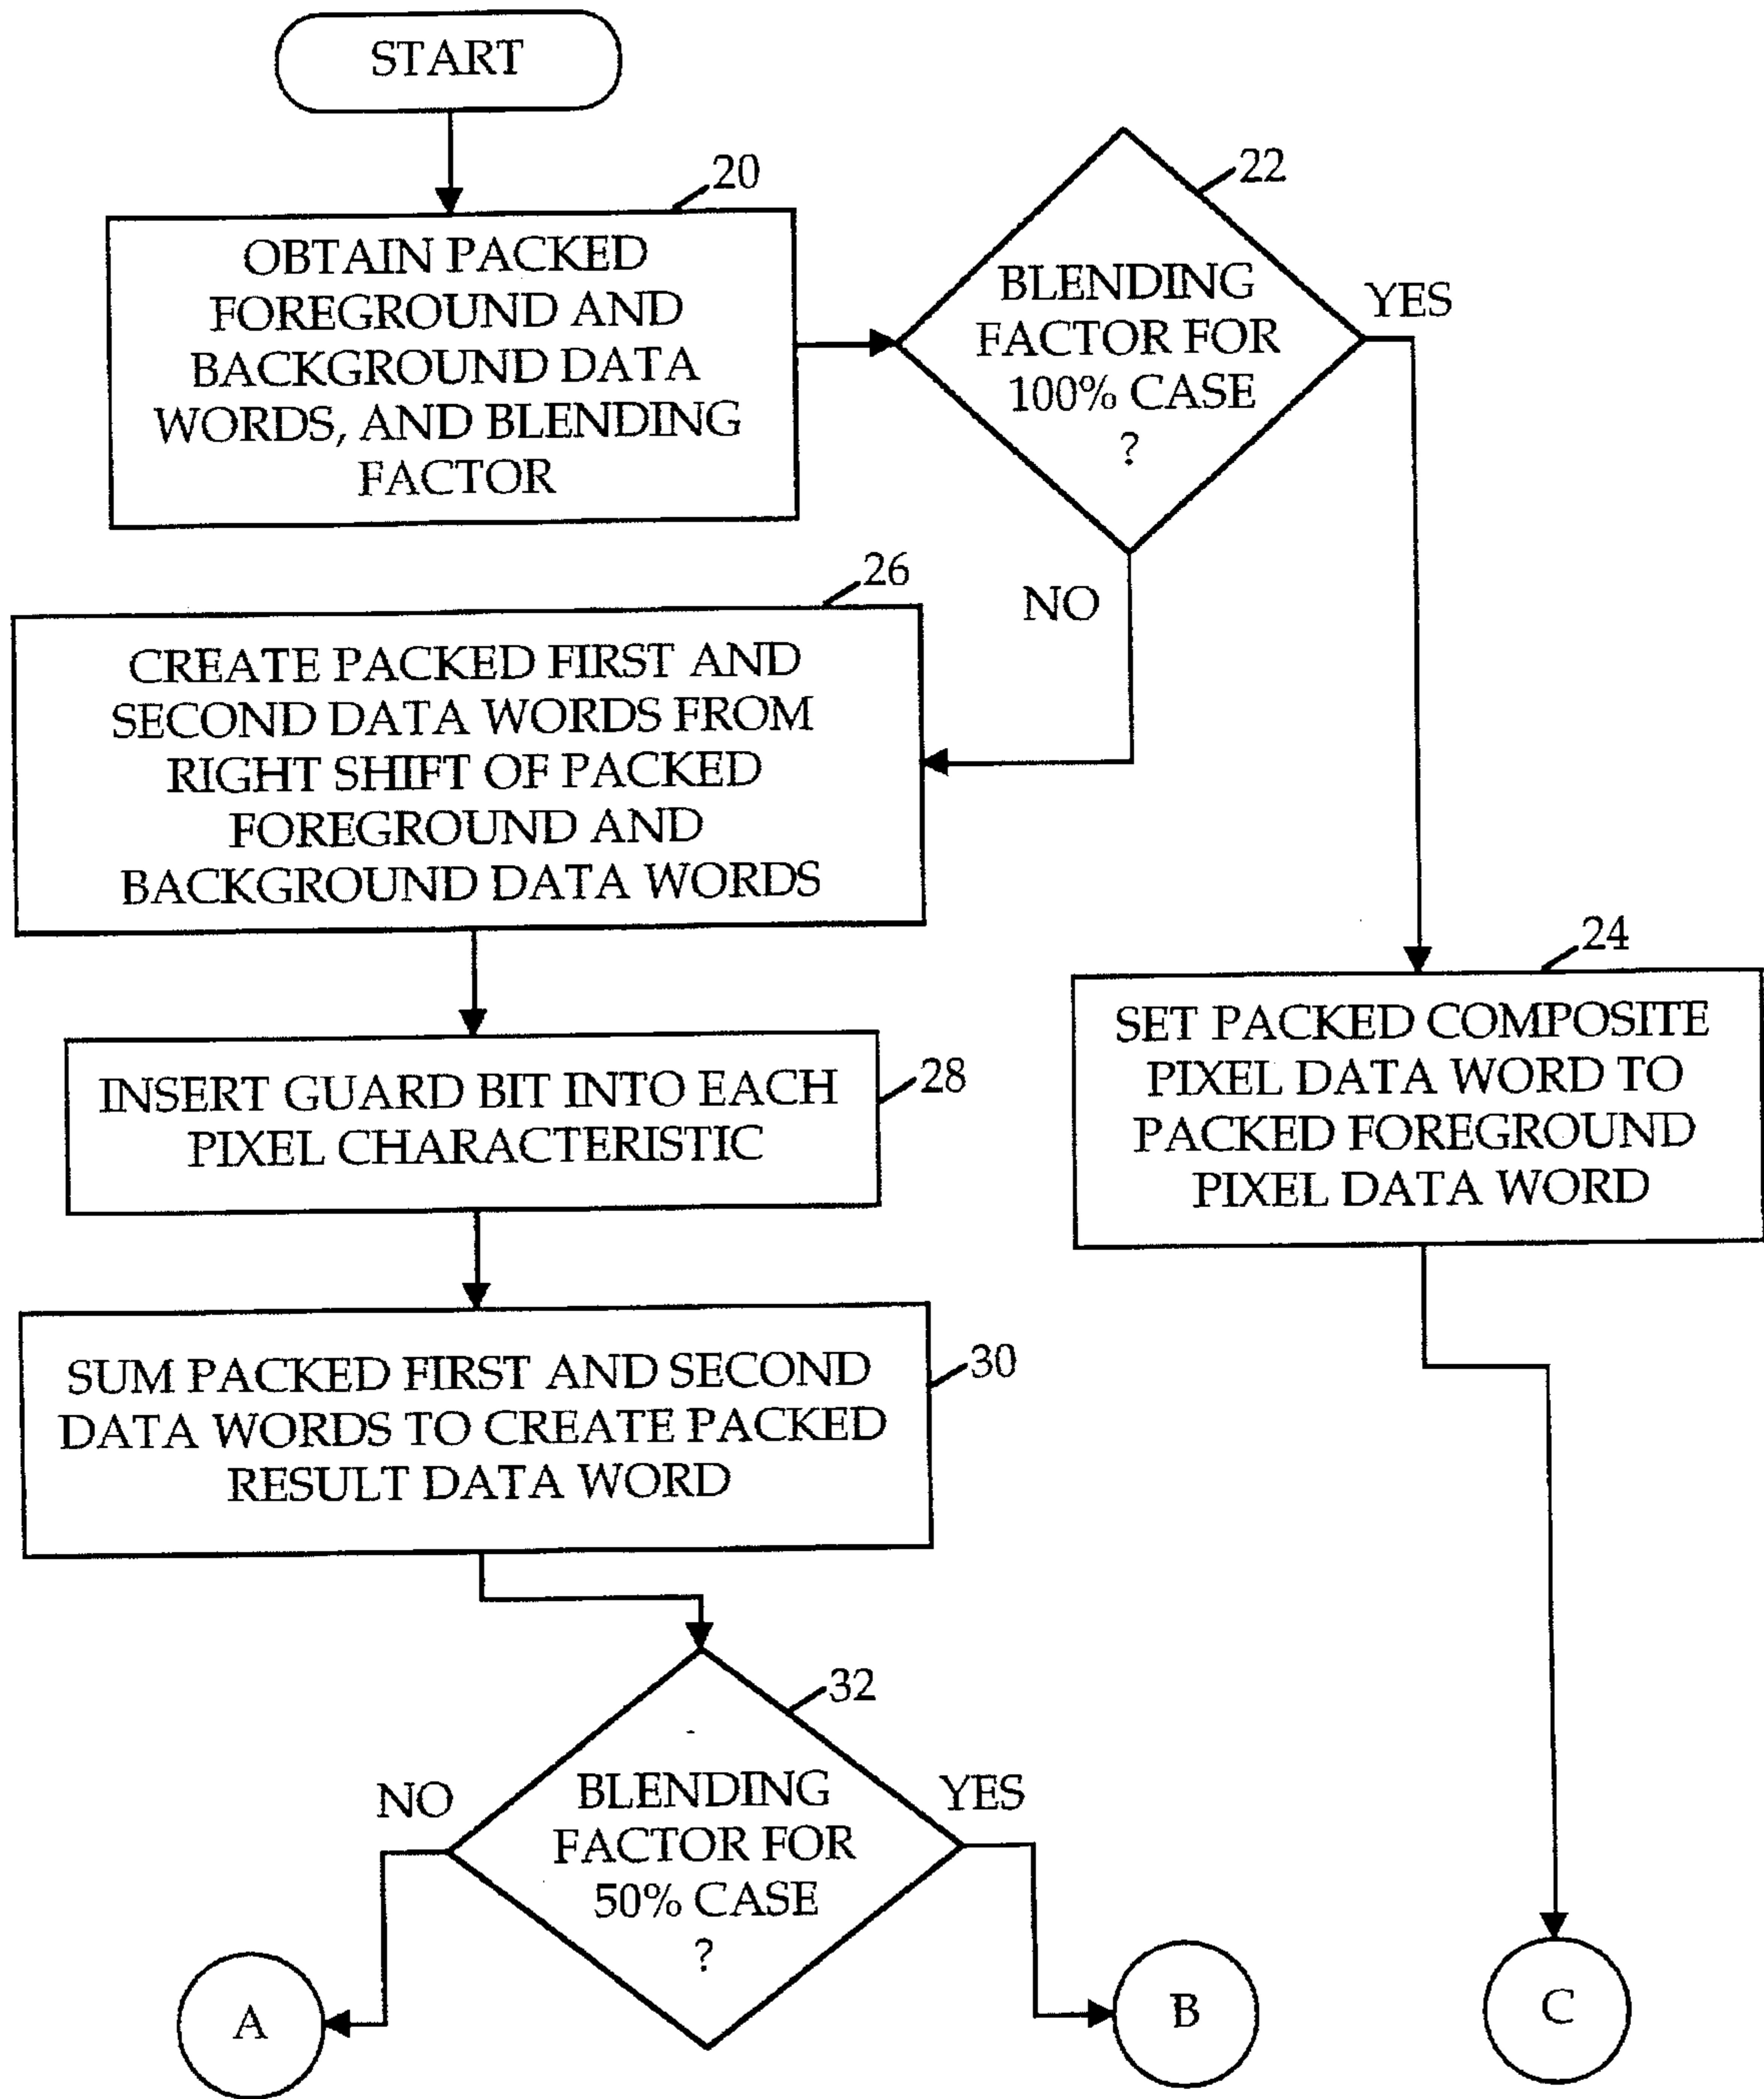 START
20
OBTAIN PACKED
FOREGROUND AND
BACKGROUND DATA
WORDS, AND BLENDING
FACTOR
22
BLENDING
FACTOR FOR
100% CASE
?
YES
NO
26
CREATE PACKED FIRST AND
SECOND DATA WORDS FROM
RIGHT SHIFT OF PACKED
FOREGROUND AND
BACKGROUND DATA WORDS
24
SET PACKED COMPOSITE
PIXEL DATA WORD TO
PACKED FOREGROUND
PIXEL DATA WORD
28
INSERT GUARD BIT INTO EACH
PIXEL CHARACTERISTIC
30
SUM PACKED FIRST AND SECOND
DATA WORDS TO CREATE PACKED
RESULT DATA WORD
32
BLENDING
FACTOR FOR
50% CASE
?
NO
YES
A
B
C